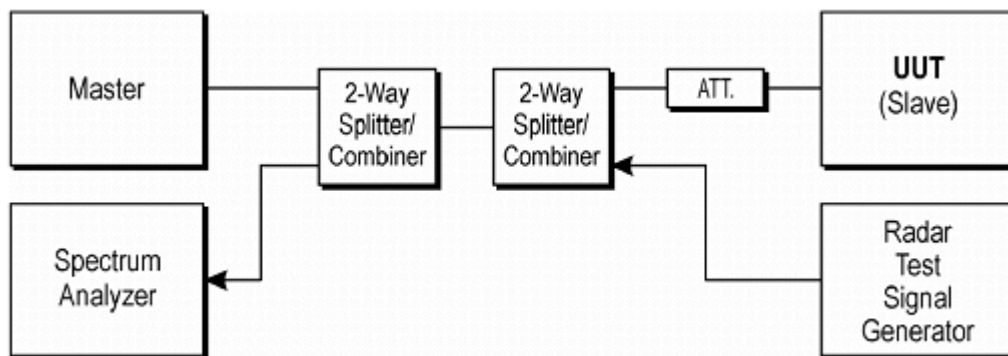 Master
2-Way
Splitter/
Combiner
2-Way
Splitter/
Combiner
ATT.
UUT
(Slave)
Spectrum
Analyzer
Radar
Test
Signal
Generator